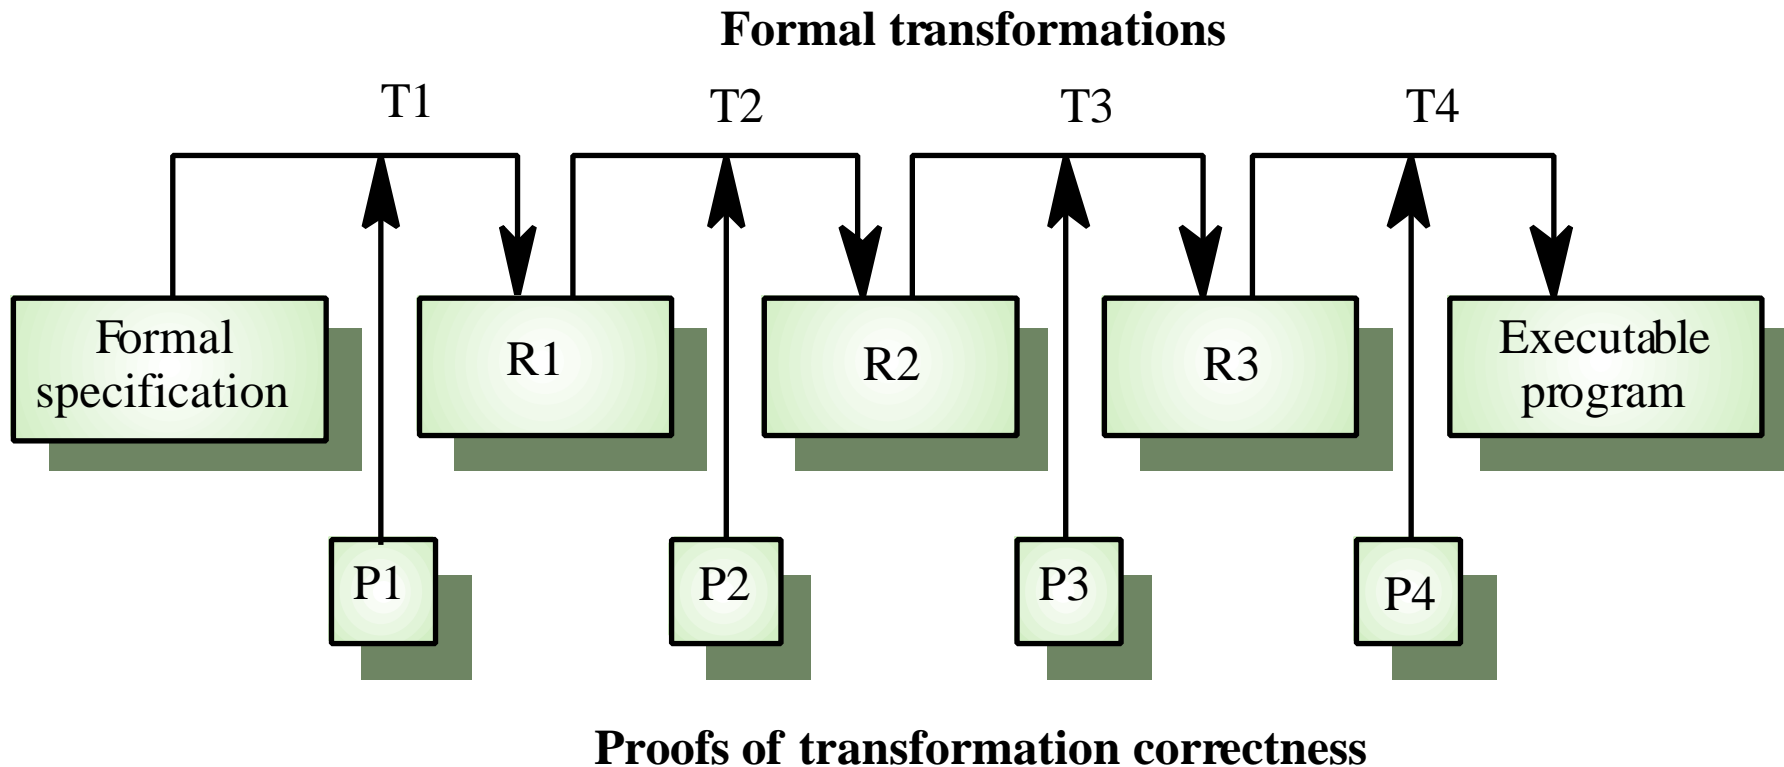 Formal transformations
T1 T2 T3 T4
Formal
specification
R1
R2
R3
Executable
program
P1 P2 P3 P4
Proofs of transformation correctness